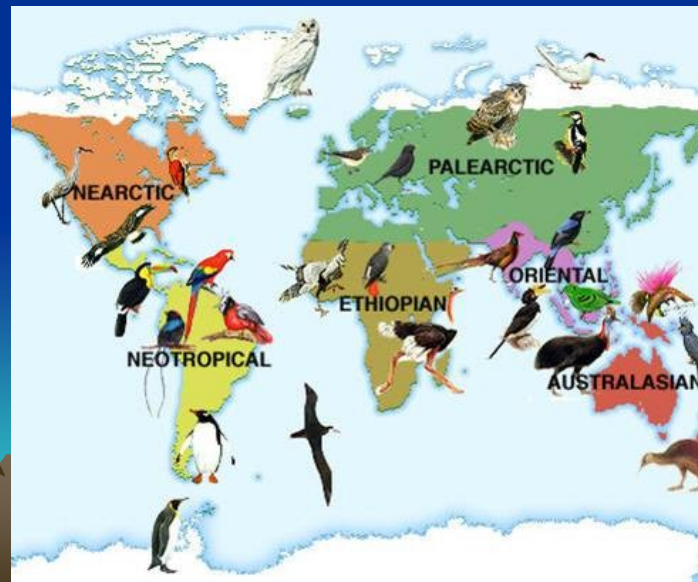 PALEARCTIC
NEARCTIC
ORIENTAL
ETHIOPIAN
NEOTROPICAL
AUSTRALASIAN